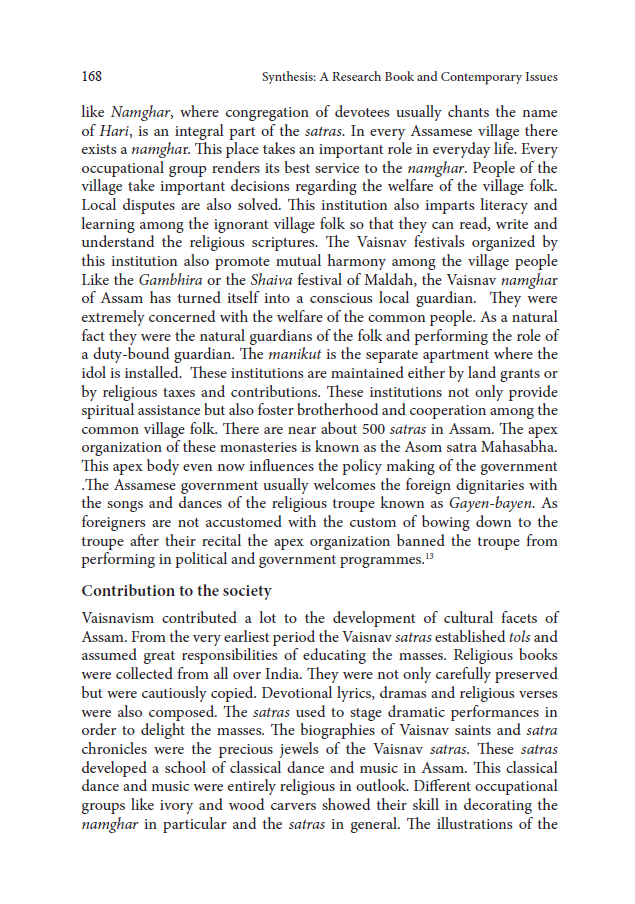 168 Synthesis: A Research Book and Contemporary Issues
like Namghar, where congregation of devotees usually chants the name
of Hari, is an integral part of the satras. In every Assamese village there
exists a namghar. This place takes an important role in everyday life. Every
occupational group renders its best service to the namghar. People of the
village take important decisions regarding the welfare of the village folk.
Local disputes are also solved. This institution also imparts literacy and
learning among the ignorant village folk so that they can read, write and
understand the religious scriptures. The Vaisnav festivals organized by
this institution also promote mutual harmony among the village people
Like the Gambhira or the Shaiva festival of Maldah, the Vaisnav namghar
of Assam has turned itself into a conscious local guardian. They were
extremely concerned with the welfare of the common people. As a natural
fact they were the natural guardians of the folk and performing the role of
a duty-bound guardian. The manikut is the separate apartment where the
idol is installed. These institutions are maintained either by land grants or
by religious taxes and contributions. These institutions not only provide
spiritual assistance but also foster brotherhood and cooperation among the
common village folk. There are near about 500 satras in Assam. The apex
organization of these monasteries is known as the Asom satra Mahasabha.
This apex body even now influences the policy making of the government
.The Assamese government usually welcomes the foreign dignitaries with
the songs and dances of the religious troupe known as Gayen-bayen. As
foreigners are not accustomed with the custom of bowing down to the
troupe after their recital the apex organization banned the troupe from
performing in political and government programmes.13
Contribution to the society
Vaisnavism contributed a lot to the development of cultural facets of
Assam. From the very earliest period the Vaisnav satras established tols and
assumed great responsibilities of educating the masses. Religious books
were collected from all over India. They were not only carefully preserved
but were cautiously copied. Devotional lyrics, dramas and religious verses
were also composed. The satras used to stage dramatic performances in
order to delight the masses. The biographies of Vaisnav saints and satra
chronicles were the precious jewels of the Vaisnav satras. These satras
developed a school of classical dance and music in Assam. This classical
dance and music were entirely religious in outlook. Different occupational
groups like ivory and wood carvers showed their skill in decorating the
namghar in particular and the satras in general. The illustrations of the